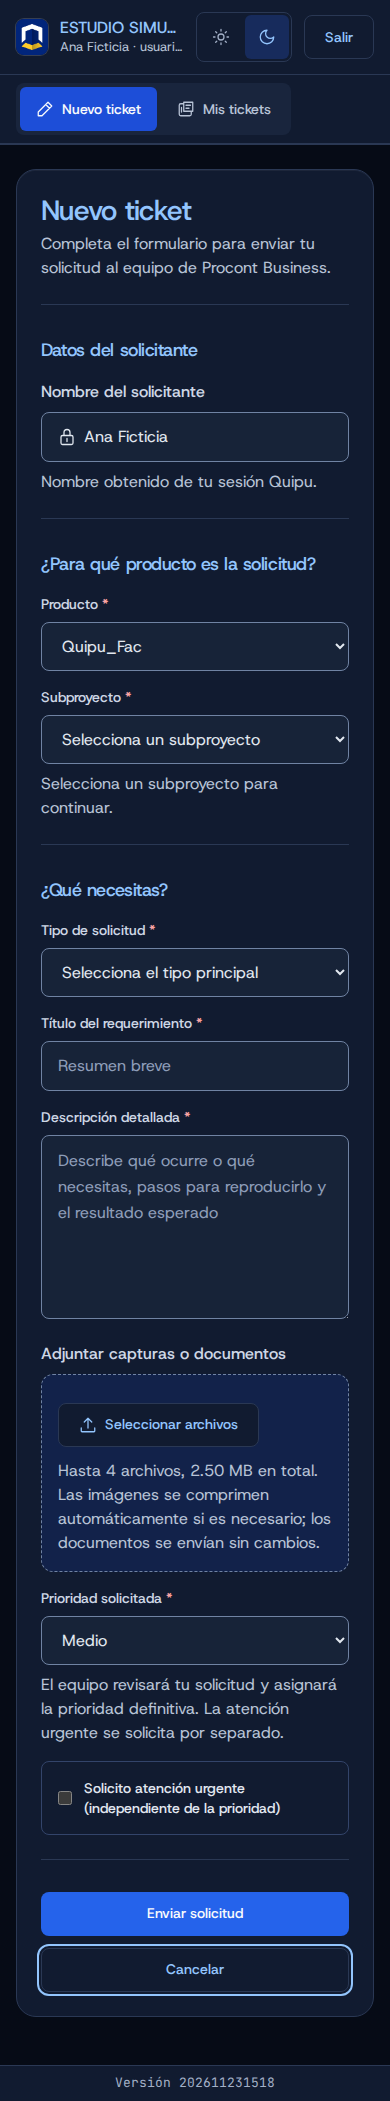 ESTUDIO SIMU...
Ana Ficticia · usuari...
Salir
Nuevo ticket
Mis tickets
Nuevo ticket
Completa el formulario para enviar tu
solicitud al equipo de Procont Business.
Datos del solicitante
Nombre del solicitante
Ana Ficticia
Nombre obtenido de tu sesión Quipu.
¿Para qué producto es la solicitud?
Producto *
Quipu_Fac
Subproyecto *
Selecciona un subproyecto
Selecciona un subproyecto para
continuar.
¿Qué necesitas?
Tipo de solicitud *
Selecciona el tipo principal
Título del requerimiento *
Resumen breve
Descripción detallada *
Describe qué ocurre o qué
necesitas, pasos para reproducirlo y
el resultado esperado
Adjuntar capturas o documentos
Seleccionar archivos
Hasta 4 archivos, 2.50 MB en total.
Las imágenes se comprimen
automáticamente si es necesario; los
documentos se envían sin cambios.
Prioridad solicitada *
Medio
El equipo revisará tu solicitud y asignará
la prioridad definitiva. La atención
urgente se solicita por separado.
Solicito atención urgente
(independiente de la prioridad)
Enviar solicitud
Cancelar
Versión 202611231518